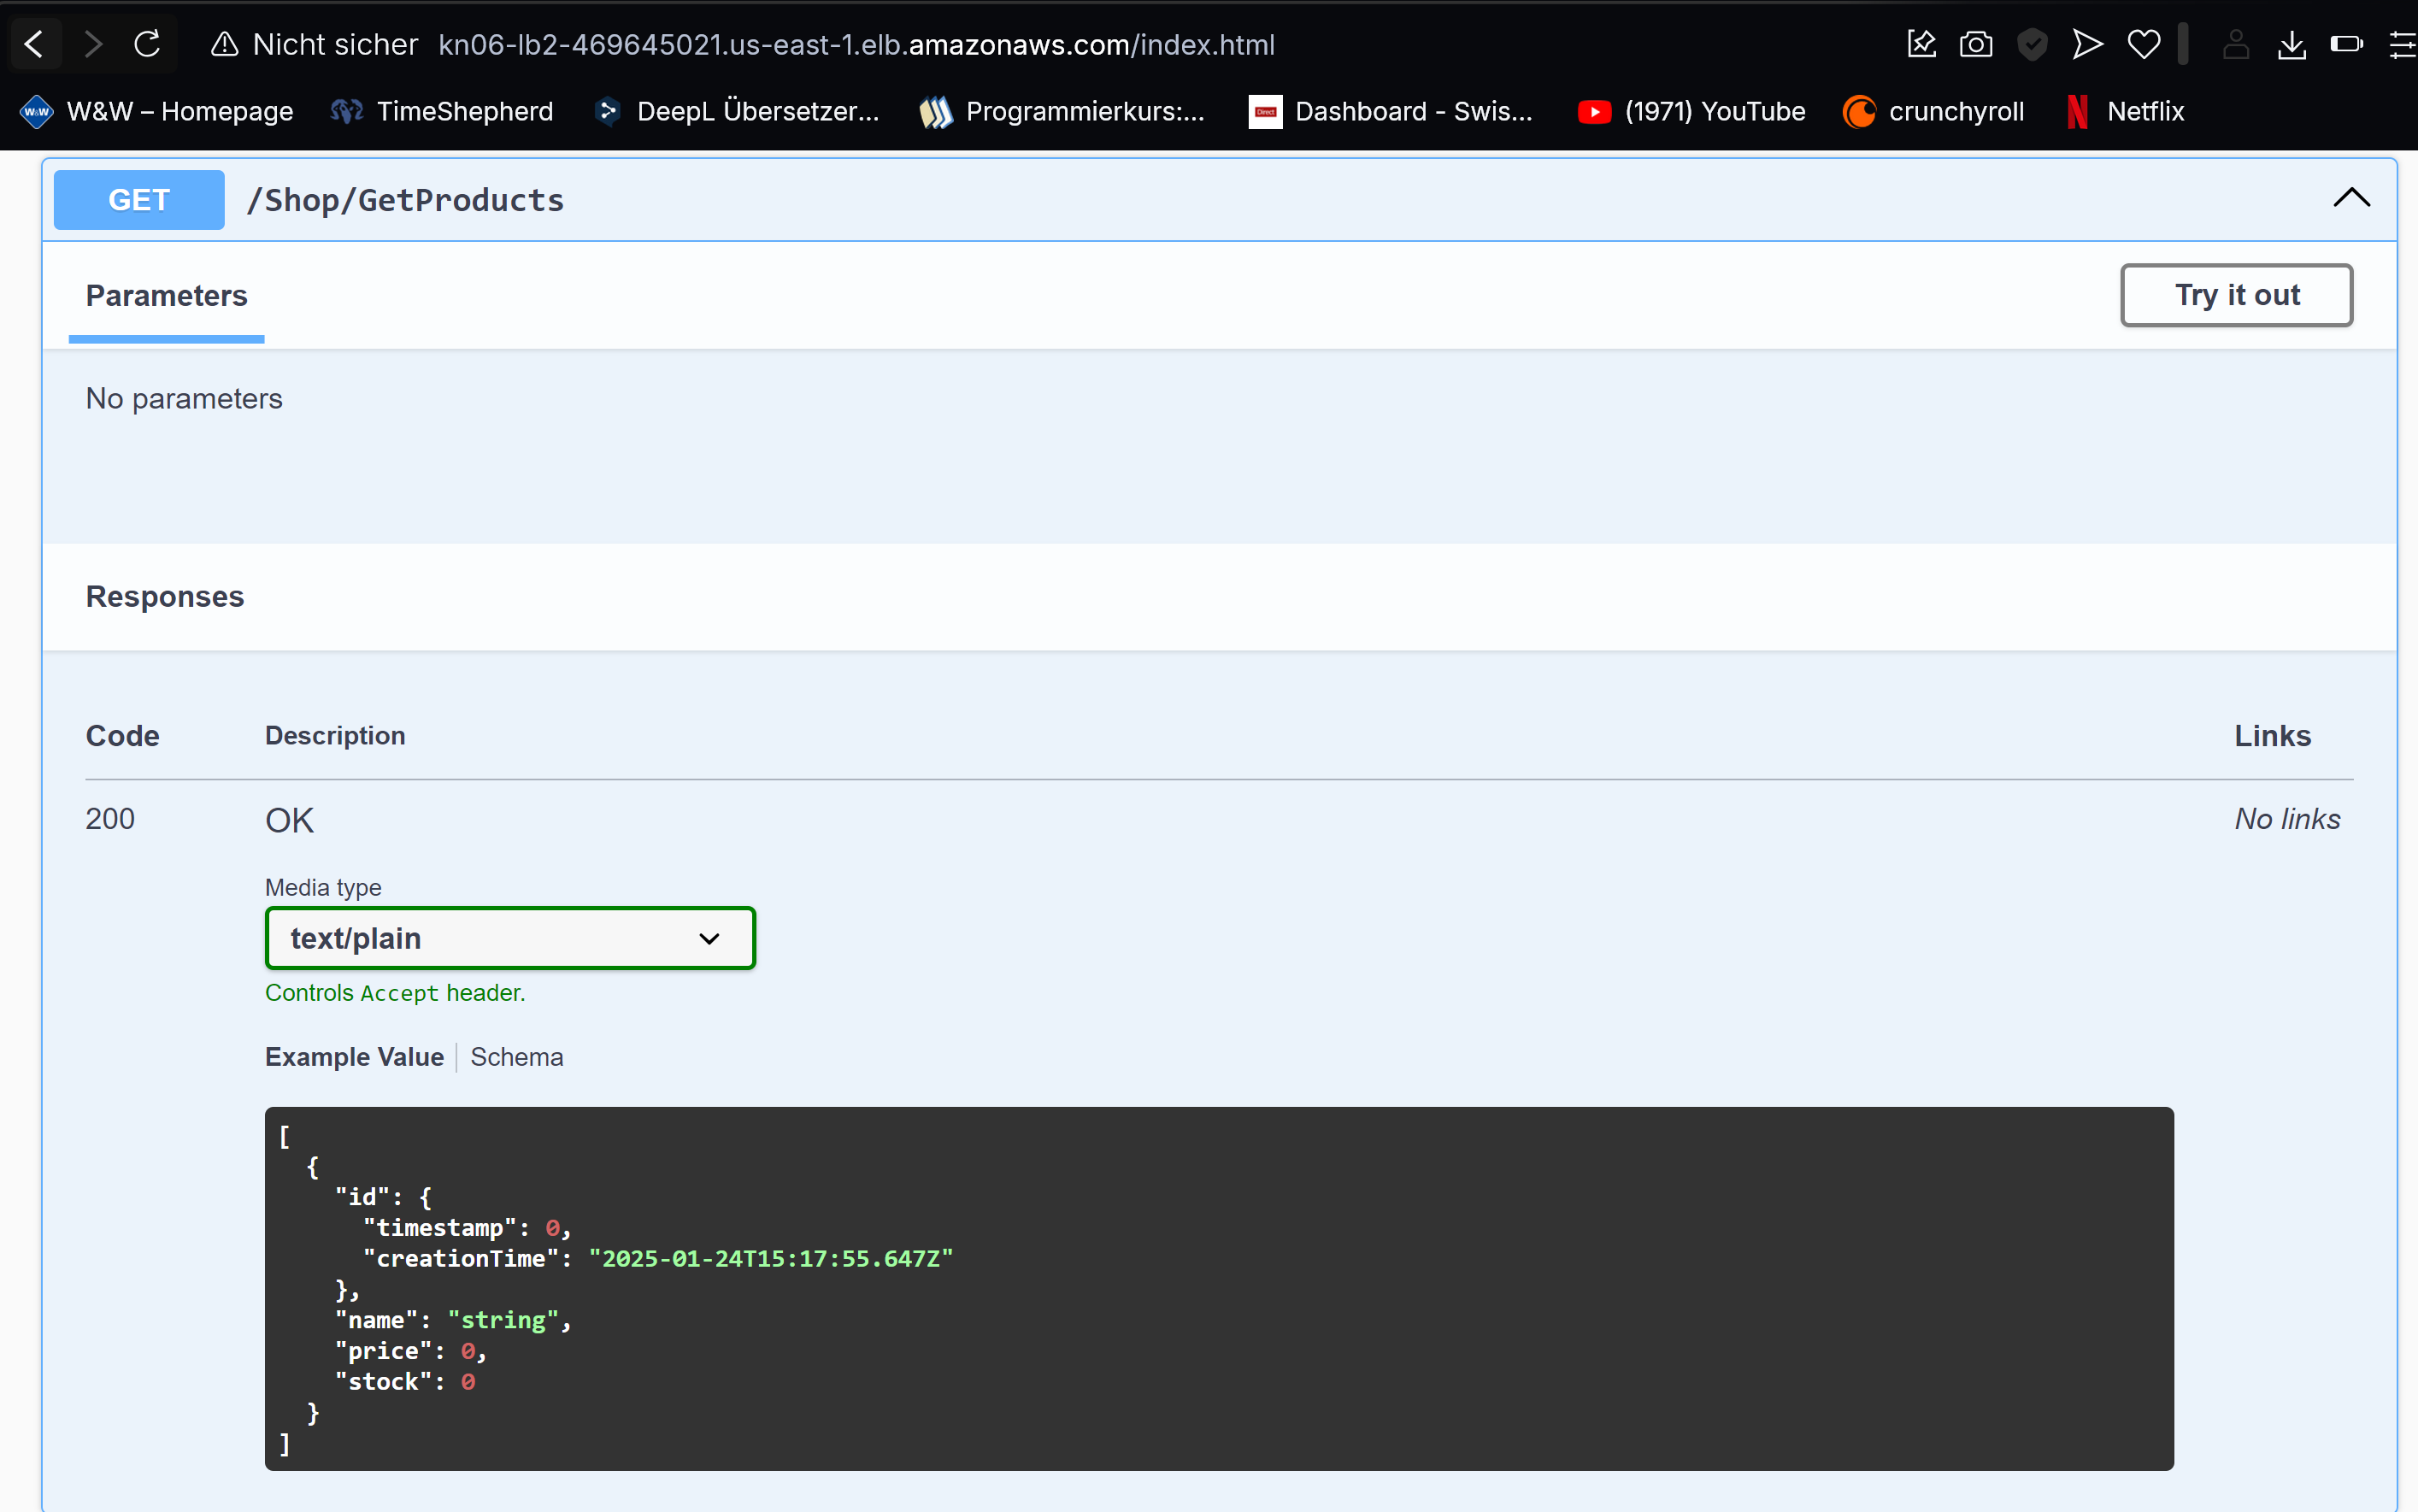 Nicht sicher kn06-lb2-469645021.us-east-1.elb.amazonaws.com/index.html
W&W W&W – Homepage TimeShepherd DeepL Übersetzer... Programmierkurs:... Direct Dashboard - Swis... (1971) YouTube crunchyroll Netflix
GET /Shop/GetProducts
Parameters Try it out
No parameters
Responses
Code Description Links
200 OK No links
Media type
text/plain
Controls Accept header.
Example Value Schema
[
  {
    "id": {
      "timestamp": 0,
      "creationTime": "2025-01-24T15:17:55.647Z"
    },
    "name": "string",
    "price": 0,
    "stock": 0
  }
]